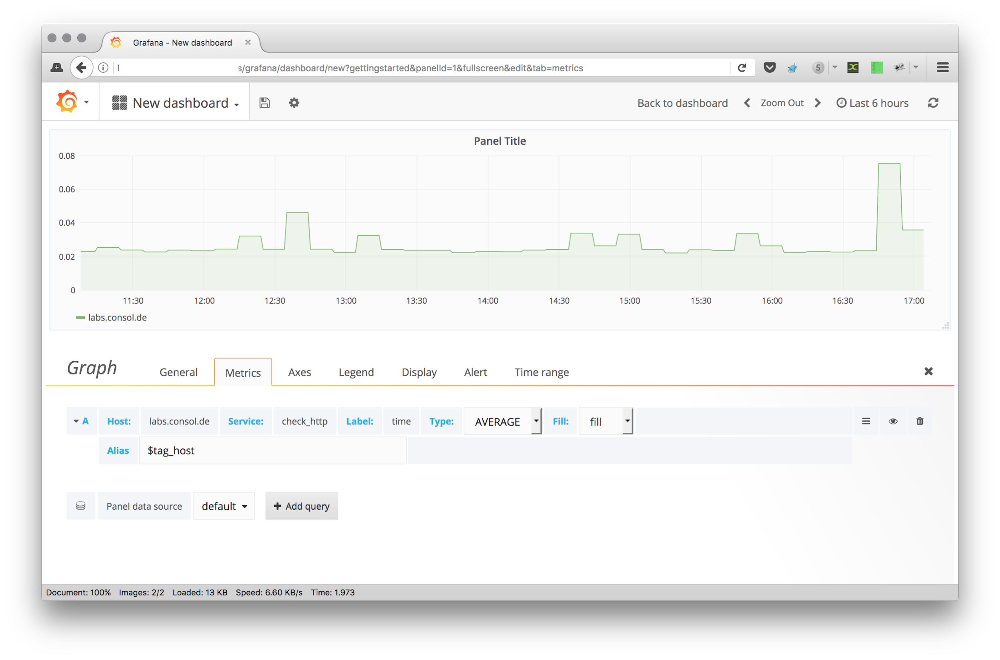 Grafana - New dashboard
s/grafana/dashboard/new?gettingstarted&panelId=1&fullscreen&edit&tab=metrics
5
New dashboard
Back to dashboard Zoom Out Last 6 hours
Panel Title
0.08
0.06
0.04
0.02
0
11:30 12:00 12:30 13:00 13:30 14:00 14:30 15:00 15:30 16:00 16:30 17:00
labs.consol.de
Graph General Metrics Axes Legend Display Alert Time range
A Host: labs.consol.de Service: check_http Label: time Type: AVERAGE Fill: fill
Alias $tag_host
Panel data source default + Add query
Document: 100% Images: 2/2 Loaded: 13 KB Speed: 6.60 KB/s Time: 1.973